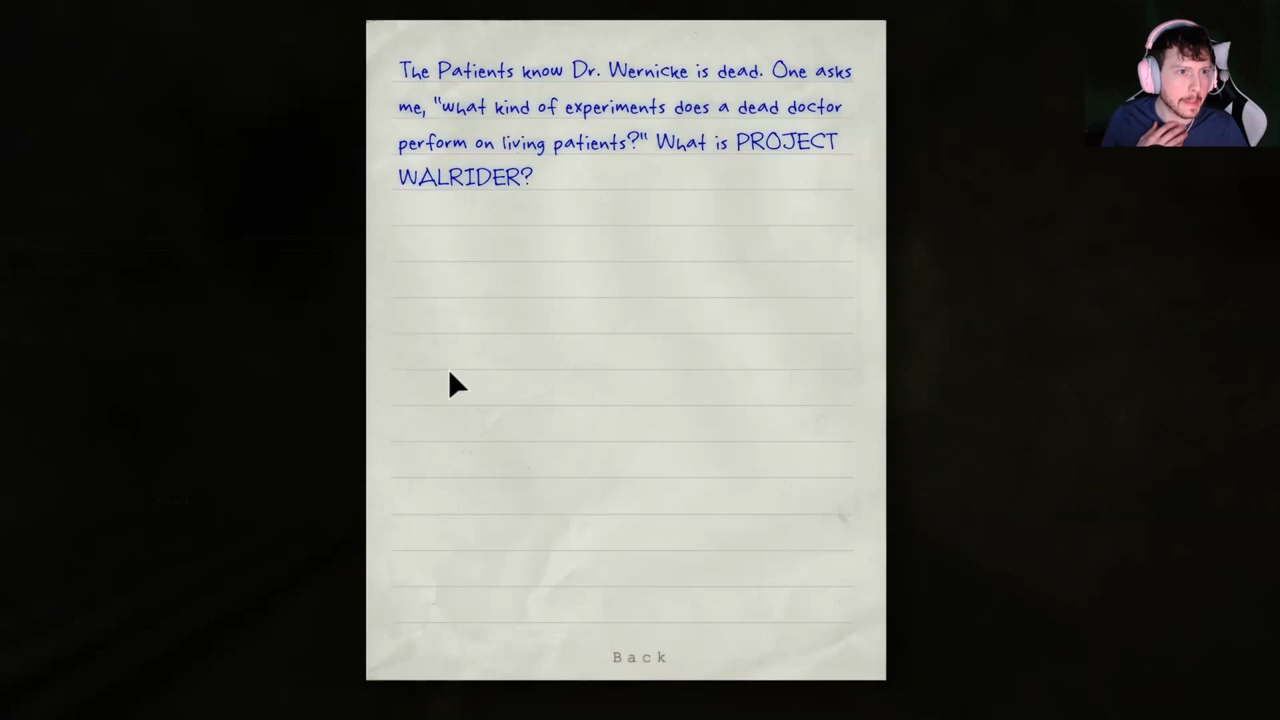 The Patients know Dr. Wernicke is dead. One asks
me, "what kind of experiments does a dead doctor
perform on living patients?" What is PROJECT
WALRIDER?
Back